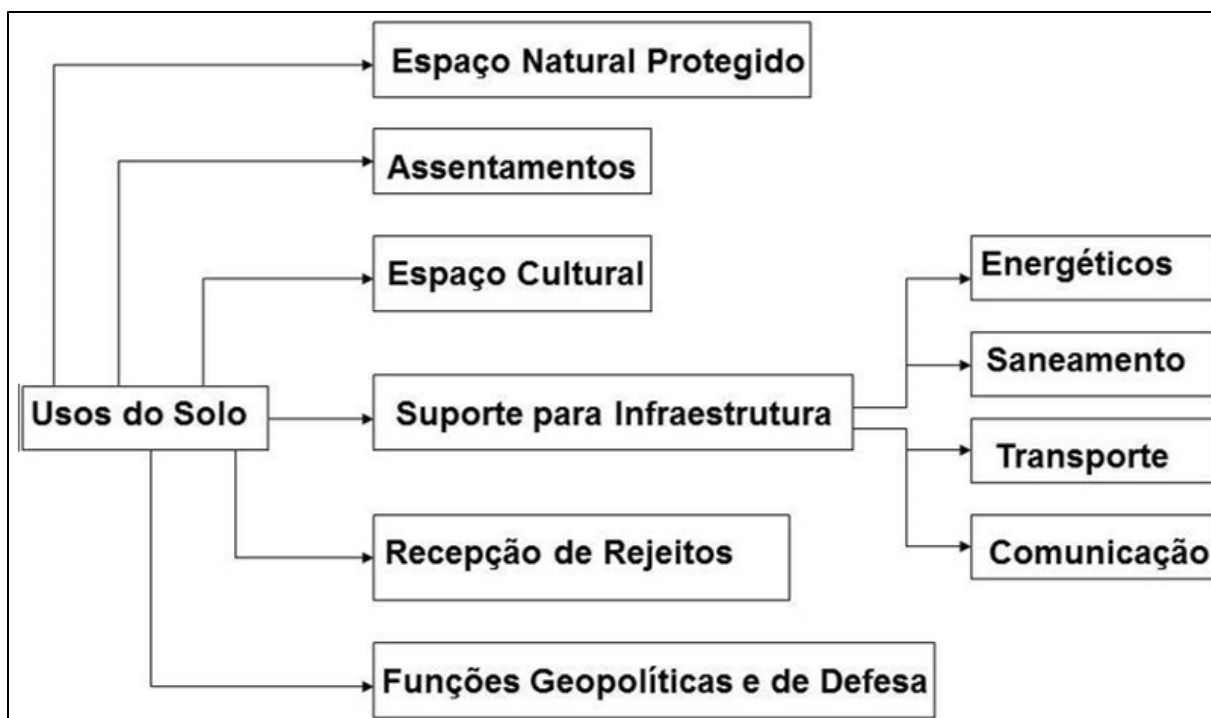 Espaço Natural Protegido
Assentamentos
Espaço Cultural
Usos do Solo
Suporte para Infraestrutura
Recepção de Rejeitos
Funções Geopolíticas e de Defesa
Energéticos
Saneamento
Transporte
Comunicação